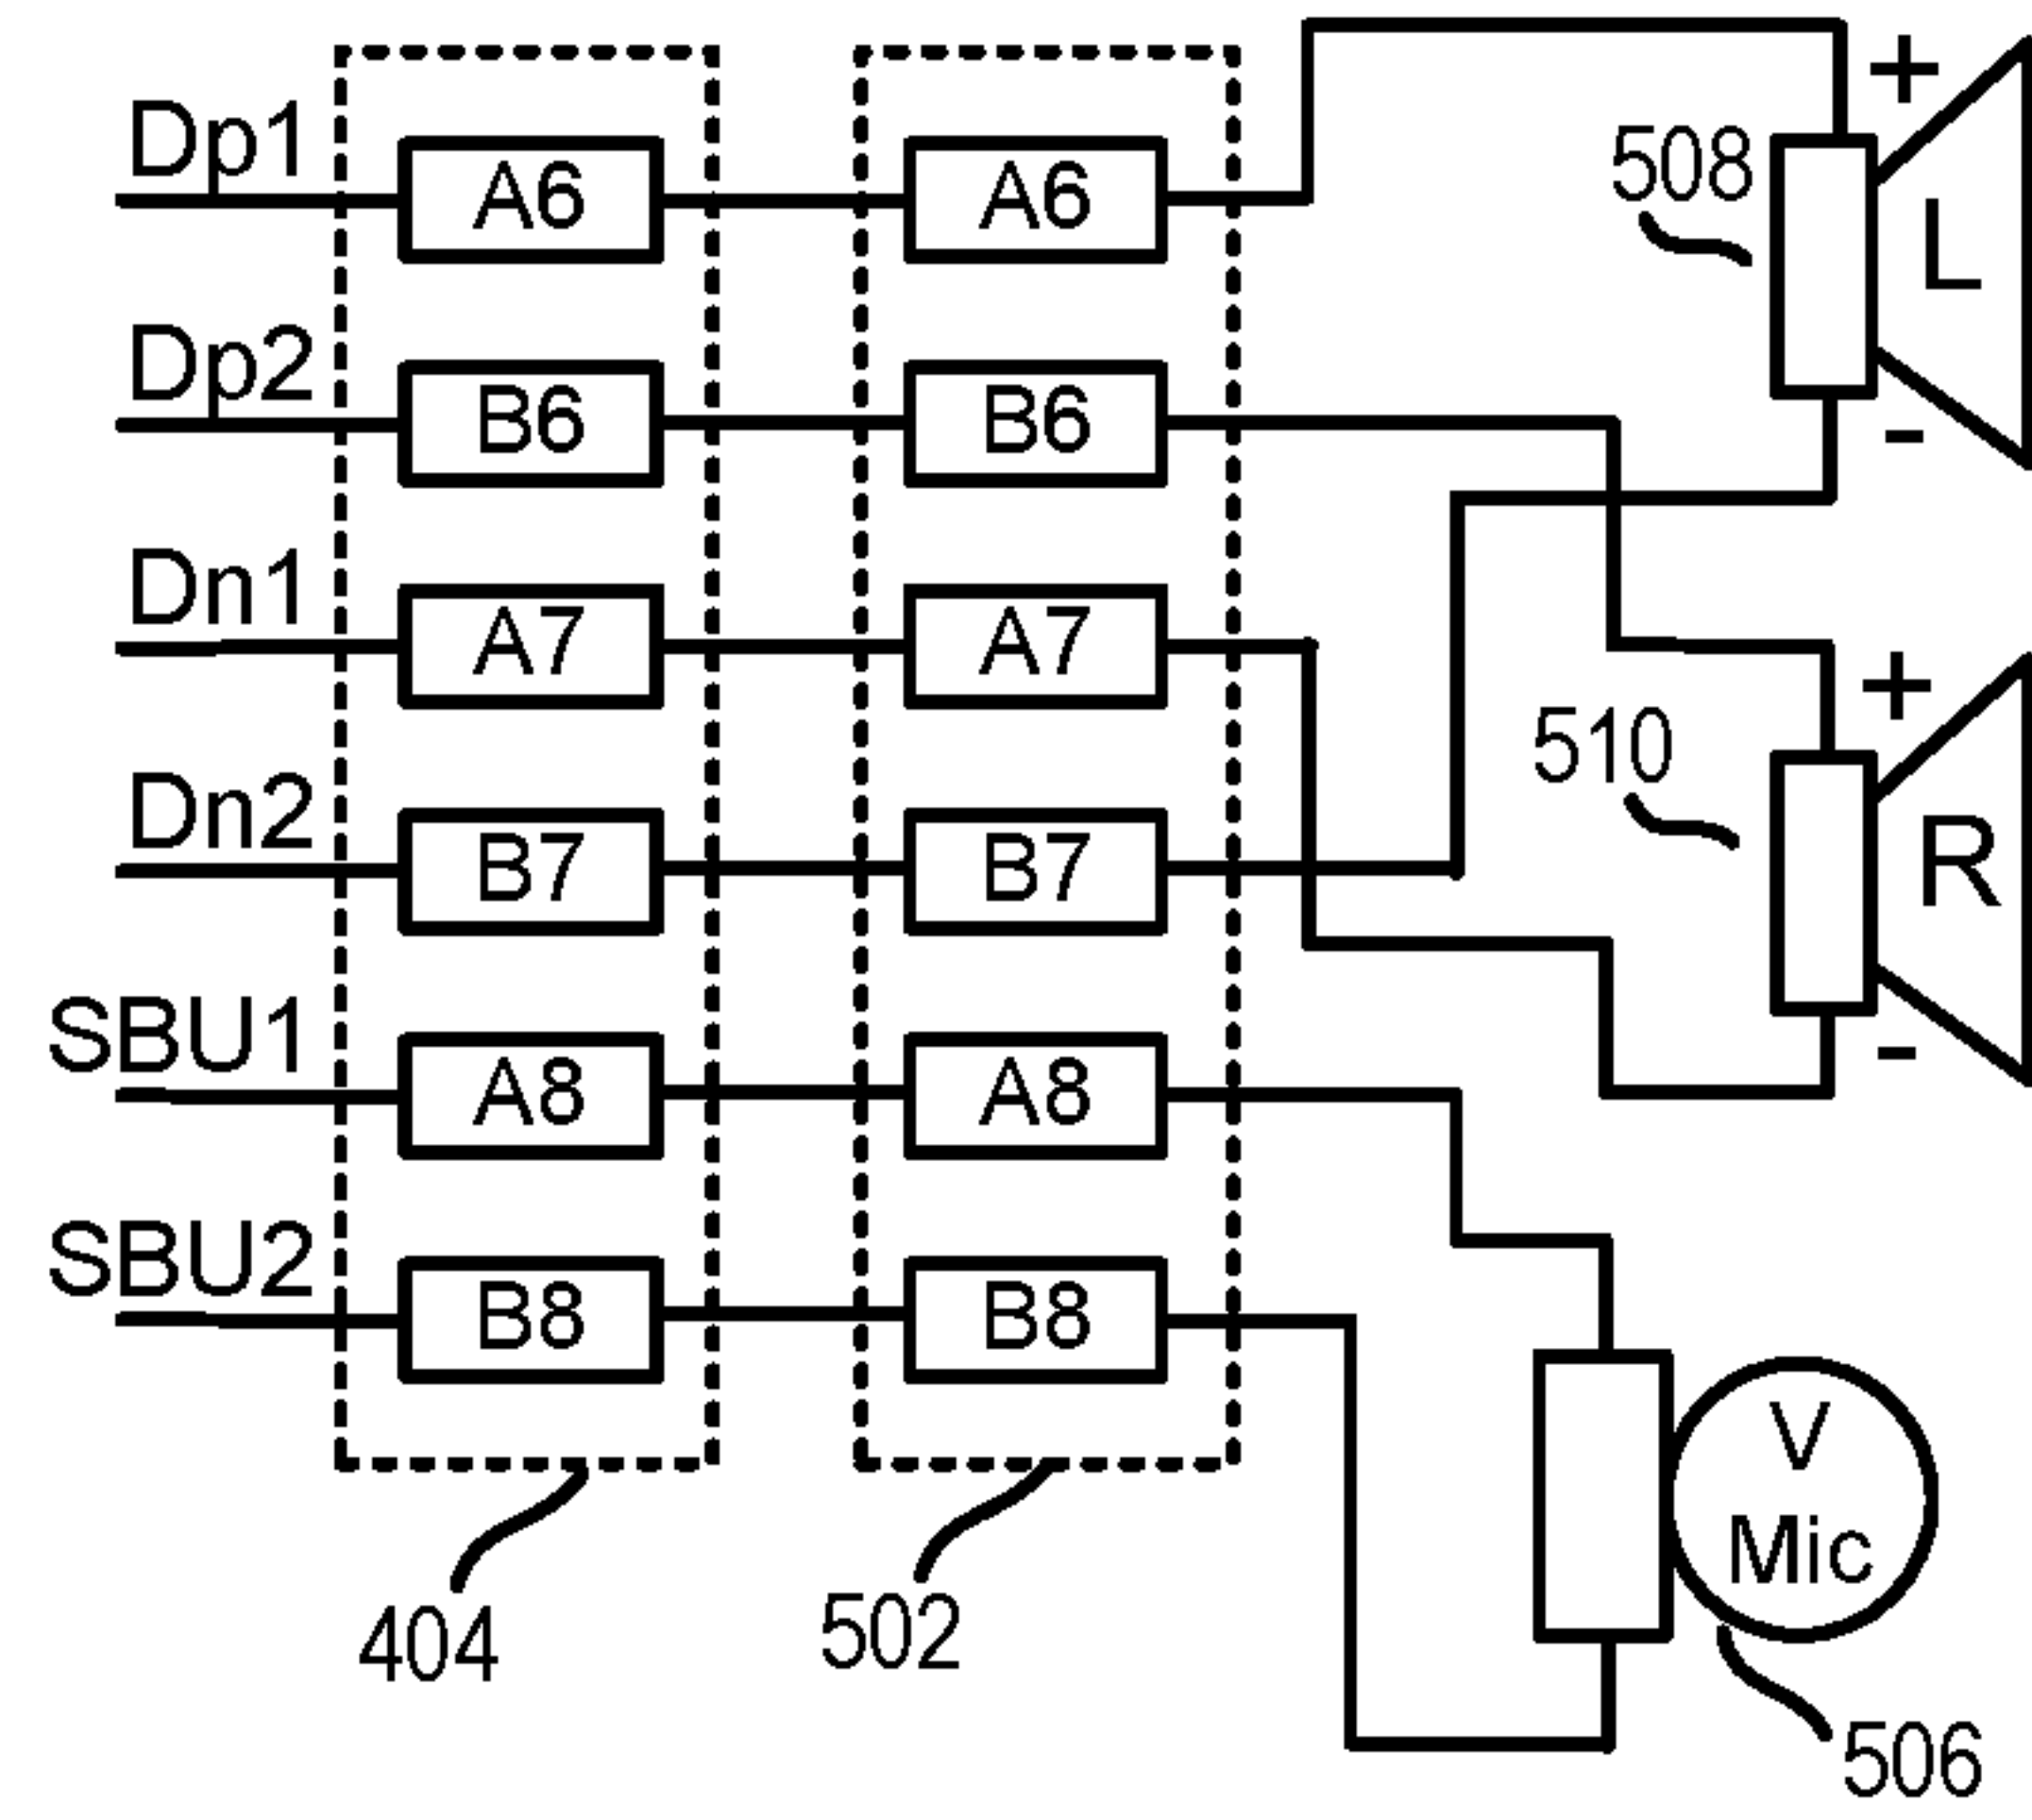 Dp1
A6
A6
+
508
L
-
Dp2
B6
B6
Dn1
A7
A7
+
510
R
-
Dn2
B7
B7
SBU1
A8
A8
SBU2
B8
B8
V
Mic
404
502
506